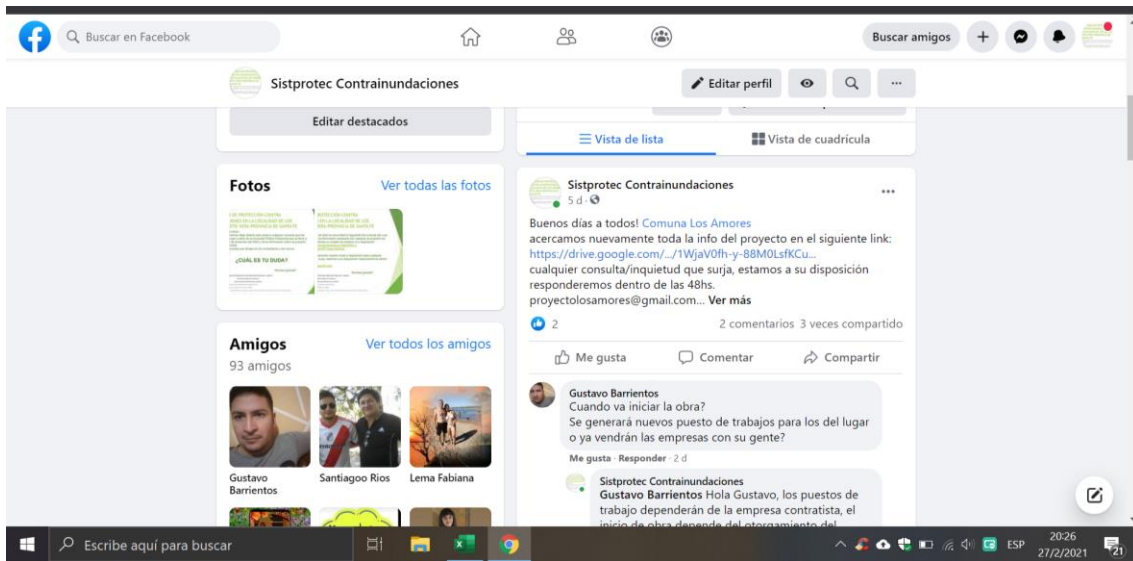 Buscar en Facebook
Buscar amigos
Sistprotec Contrainundaciones
Editar perfil
Editar destacados
Vista de lista
Vista de cuadrícula
Fotos
Ver todas las fotos
¿CUÁL ES TU DUDA?
Amigos
Ver todos los amigos
93 amigos
Gustavo
Barrientos
Santiagoo Rios
Lema Fabiana
Sistprotec Contrainundaciones
5 d
Buenos días a todos! Comuna Los Amores
acercamos nuevamente toda la info del proyecto en el siguiente link:
https://drive.google.com/.../1WjaV0fh-y-88M0LsfKCu...
cualquier consulta/inquietud que surja, estamos a su disposición
responderemos dentro de las 48hs.
proyectolosamores@gmail.com... Ver más
2
2 comentarios 3 veces compartido
Me gusta
Comentar
Compartir
Gustavo Barrientos
Cuando va iniciar la obra?
Se generará nuevos puesto de trabajos para los del lugar
o ya vendrán las empresas con su gente?
Me gusta · Responder · 2 d
Sistprotec Contrainundaciones
Gustavo Barrientos Hola Gustavo, los puestos de
trabajo dependerán de la empresa contratista, el
inicio de obra depende del otorgamiento del
Escribe aquí para buscar
ESP
20:26
27/2/2021
21